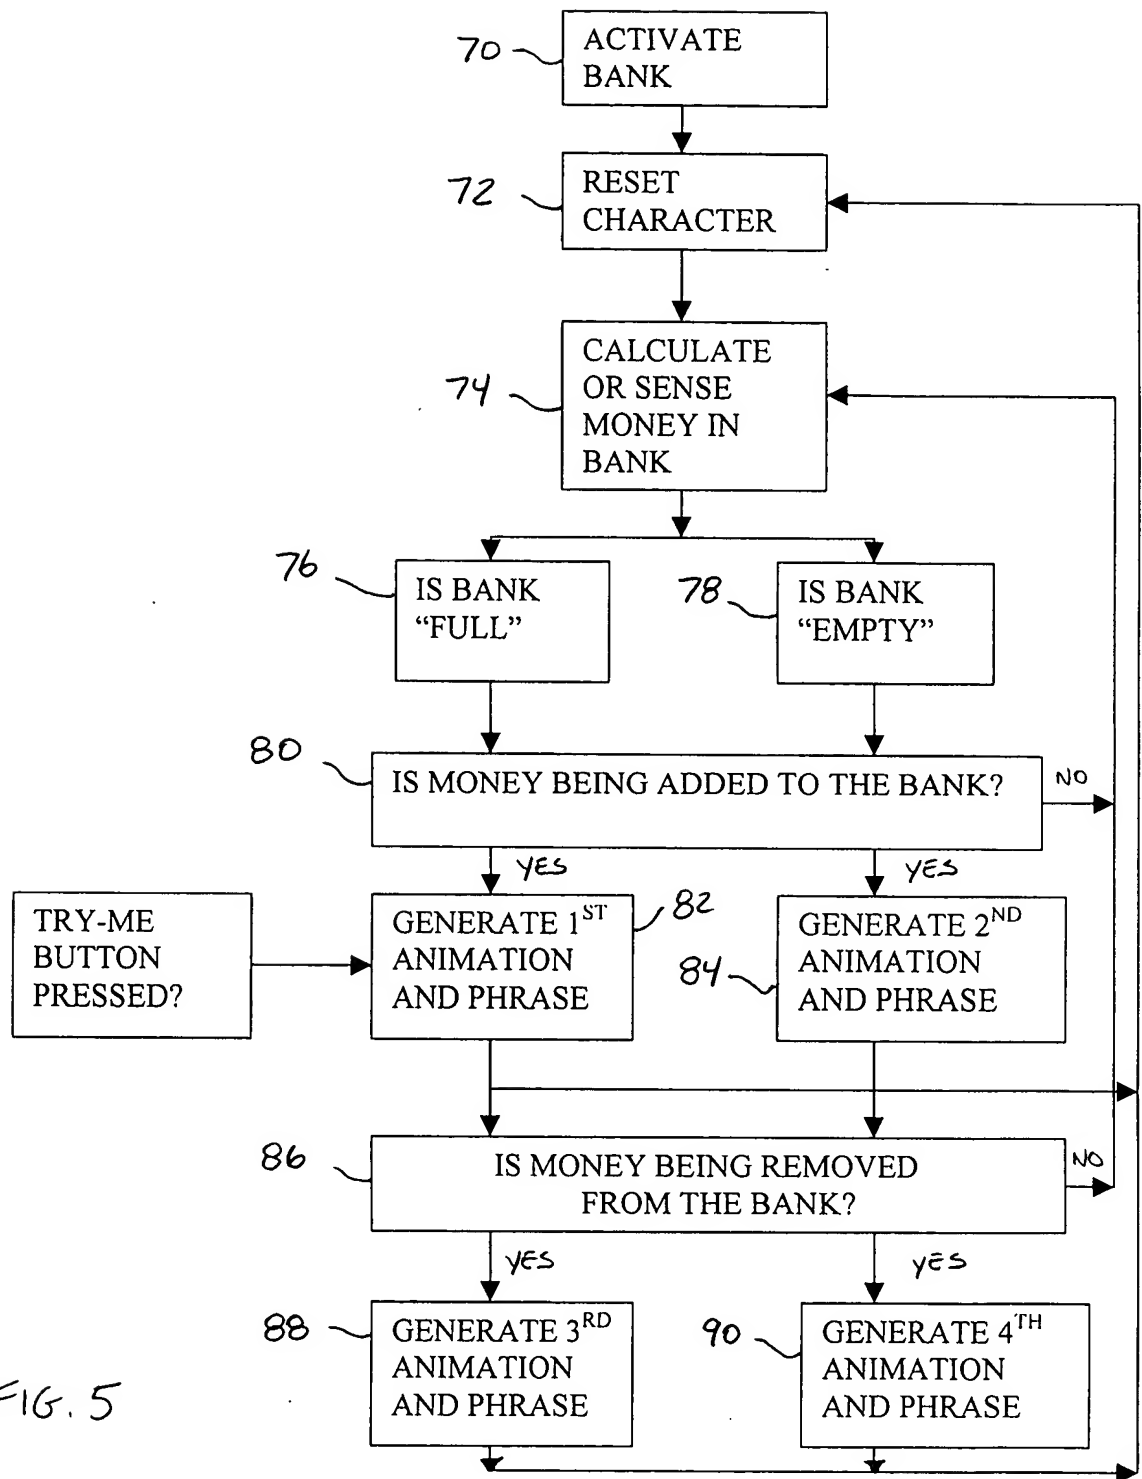 70
ACTIVATE
BANK
72
RESET
CHARACTER
74
CALCULATE
OR SENSE
MONEY IN
BANK
76
IS BANK
“FULL”
78
IS BANK
“EMPTY”
80
IS MONEY BEING ADDED TO THE BANK?
NO
YES
YES
TRY-ME
BUTTON
PRESSED?
GENERATE 1ST
ANIMATION
AND PHRASE
82
84
GENERATE 2ND
ANIMATION
AND PHRASE
86
IS MONEY BEING REMOVED
FROM THE BANK?
NO
YES
YES
88
GENERATE 3RD
ANIMATION
AND PHRASE
90
GENERATE 4TH
ANIMATION
AND PHRASE
FIG. 5